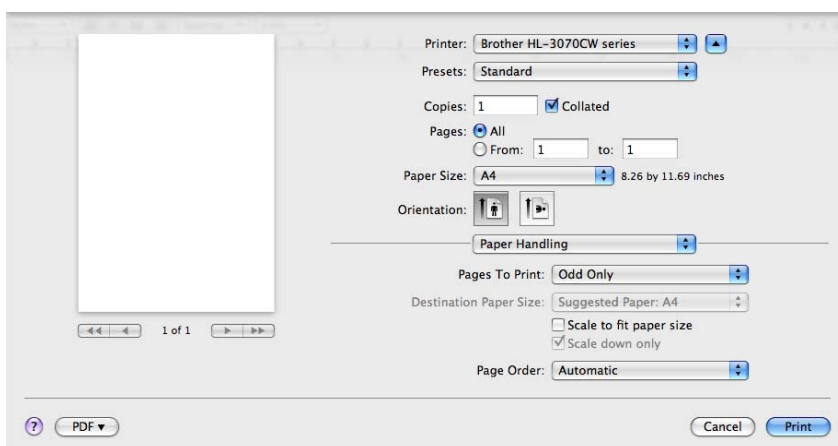 Printer: Brother HL-3070CW series
Presets: Standard
Copies: 1 Collated
Pages: All
From: 1 to: 1
Paper Size: A4 8.26 by 11.69 inches
Orientation:
Paper Handling
Pages To Print: Odd Only
Destination Paper Size: Suggested Paper: A4
1 of 1
Scale to fit paper size
Scale down only
Page Order: Automatic
? PDF Cancel Print